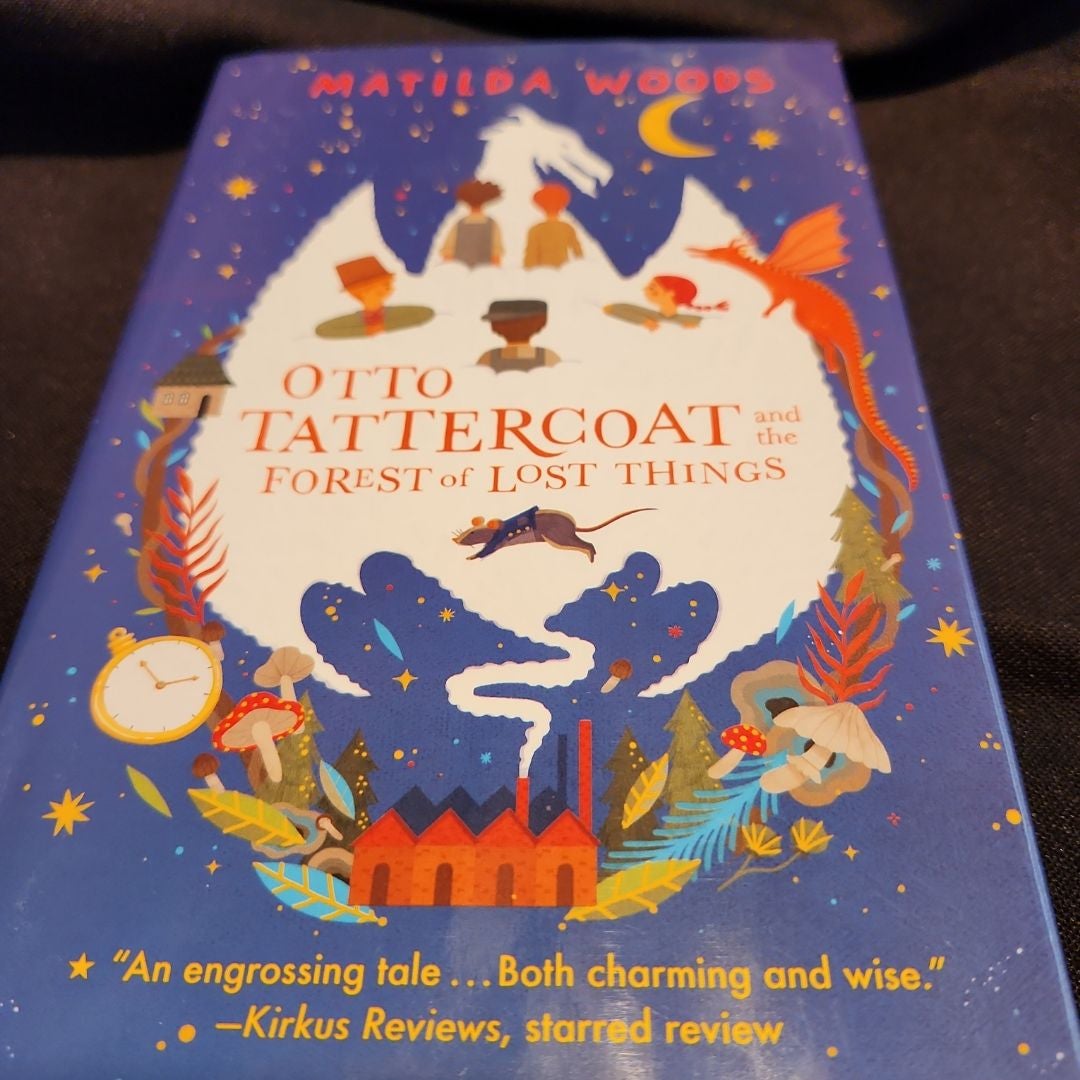 MATILDA WOODS
OTTO
TATTERCOAT and the
FOREST of LOST THINGS
★ "An engrossing tale...Both charming and wise."
—Kirkus Reviews, starred review